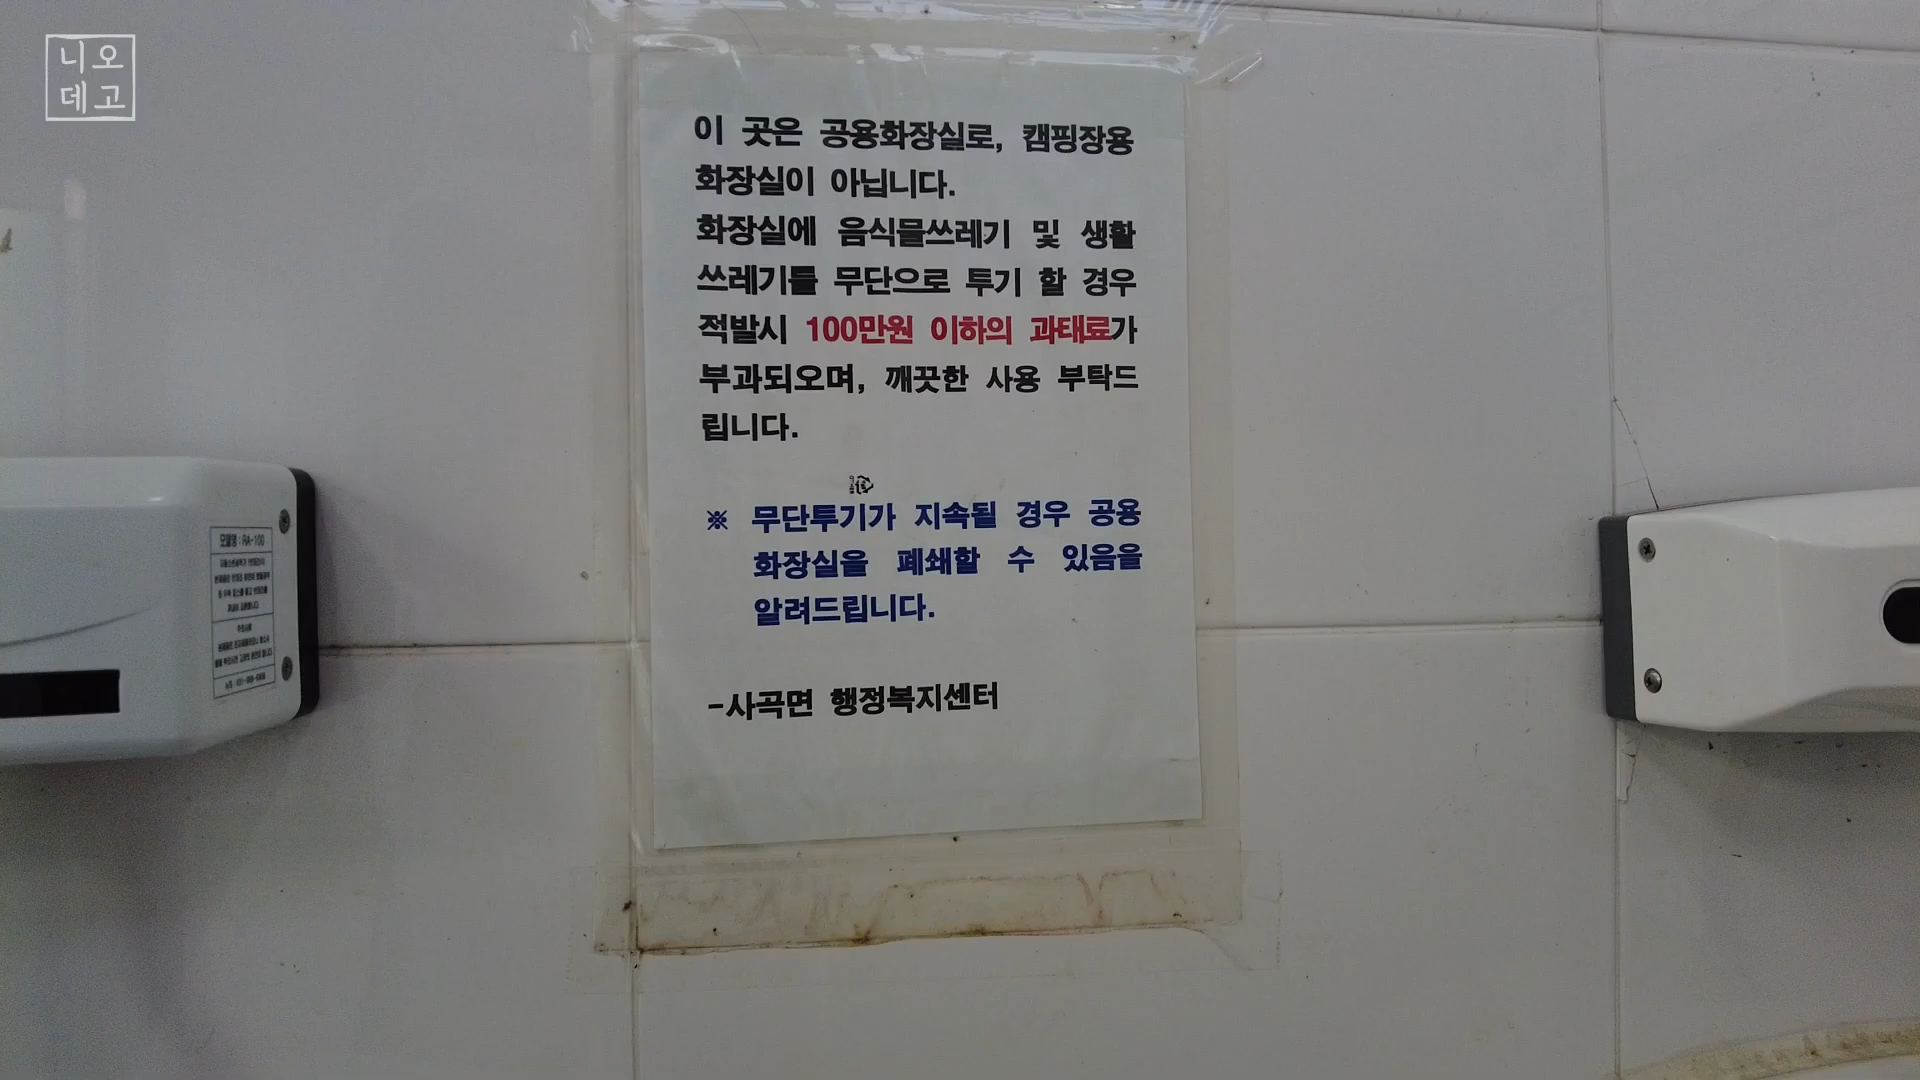 니오
데고
이 곳은 공용화장실로, 캠핑장용
화장실이 아닙니다.
화장실에 음식물쓰레기 및 생활
쓰레기를 무단으로 투기 할 경우
적발시 100만원 이하의 과태료가
부과되오며, 깨끗한 사용 부탁드
립니다.
※ 무단투기가 지속될 경우 공용
화장실을 폐쇄할 수 있음을
알려드립니다.
-사곡면 행정복지센터
모델명 : RA-100